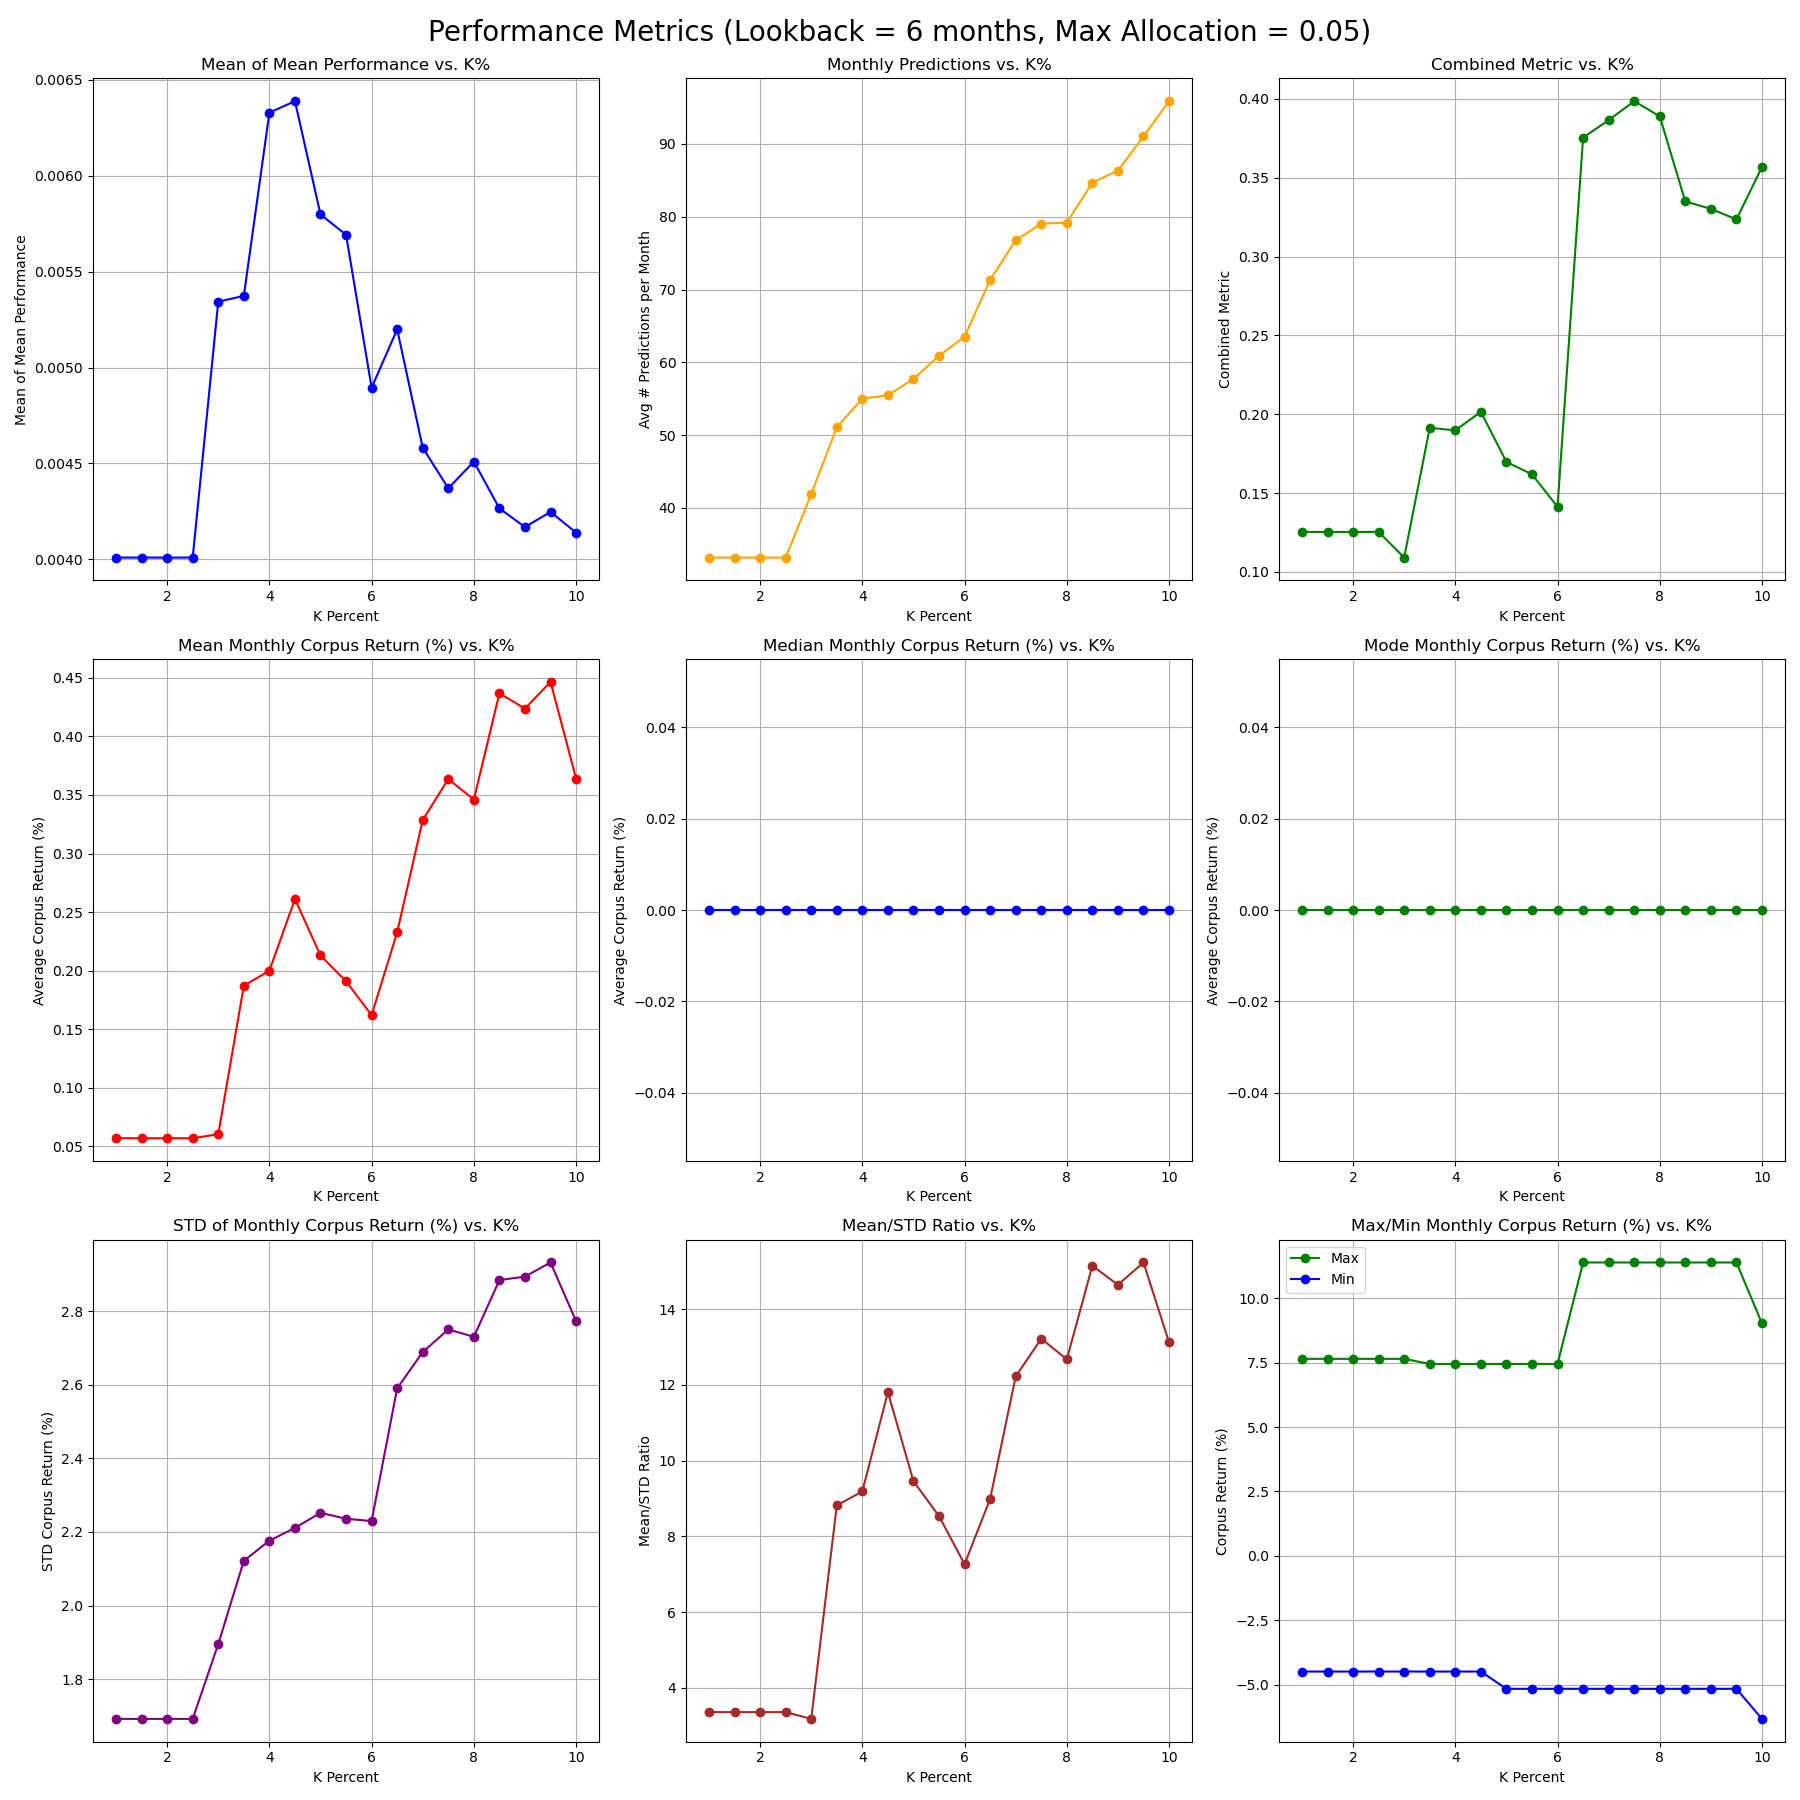 Performance Metrics (Lookback = 6 months, Max Allocation = 0.05)
Mean of Mean Performance vs. K%
Mean of Mean Performance
0.0065
0.0060
0.0055
0.0050
0.0045
0.0040
2 4 6 8 10
K Percent
Monthly Predictions vs. K%
Avg # Predictions per Month
90
80
70
60
50
40
2 4 6 8 10
K Percent
Combined Metric vs. K%
Combined Metric
0.40
0.35
0.30
0.25
0.20
0.15
0.10
2 4 6 8 10
K Percent
Mean Monthly Corpus Return (%) vs. K%
Average Corpus Return (%)
0.45
0.40
0.35
0.30
0.25
0.20
0.15
0.10
0.05
2 4 6 8 10
K Percent
Median Monthly Corpus Return (%) vs. K%
Average Corpus Return (%)
0.04
0.02
0.00
−0.02
−0.04
2 4 6 8 10
K Percent
Mode Monthly Corpus Return (%) vs. K%
Average Corpus Return (%)
0.04
0.02
0.00
−0.02
−0.04
2 4 6 8 10
K Percent
STD of Monthly Corpus Return (%) vs. K%
STD Corpus Return (%)
2.8
2.6
2.4
2.2
2.0
1.8
2 4 6 8 10
K Percent
Mean/STD Ratio vs. K%
Mean/STD Ratio
14
12
10
8
6
4
2 4 6 8 10
K Percent
Max/Min Monthly Corpus Return (%) vs. K%
Max
Min
Corpus Return (%)
10.0
7.5
5.0
2.5
0.0
−2.5
−5.0
2 4 6 8 10
K Percent